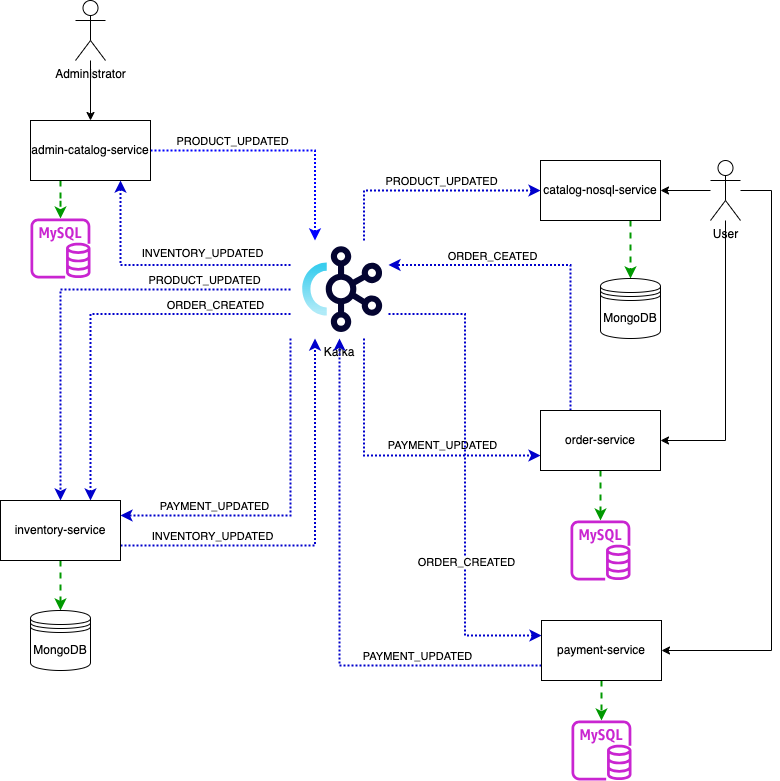 Administrator
admin-catalog-service
PRODUCT_UPDATED
PRODUCT_UPDATED
catalog-nosql-service
User
MySQL
INVENTORY_UPDATED
ORDER_CEATED
PRODUCT_UPDATED
ORDER_CREATED
MongoDB
Kafka
PAYMENT_UPDATED
order-service
PAYMENT_UPDATED
inventory-service
INVENTORY_UPDATED
MySQL
ORDER_CREATED
MongoDB
PAYMENT_UPDATED
payment-service
MySQL